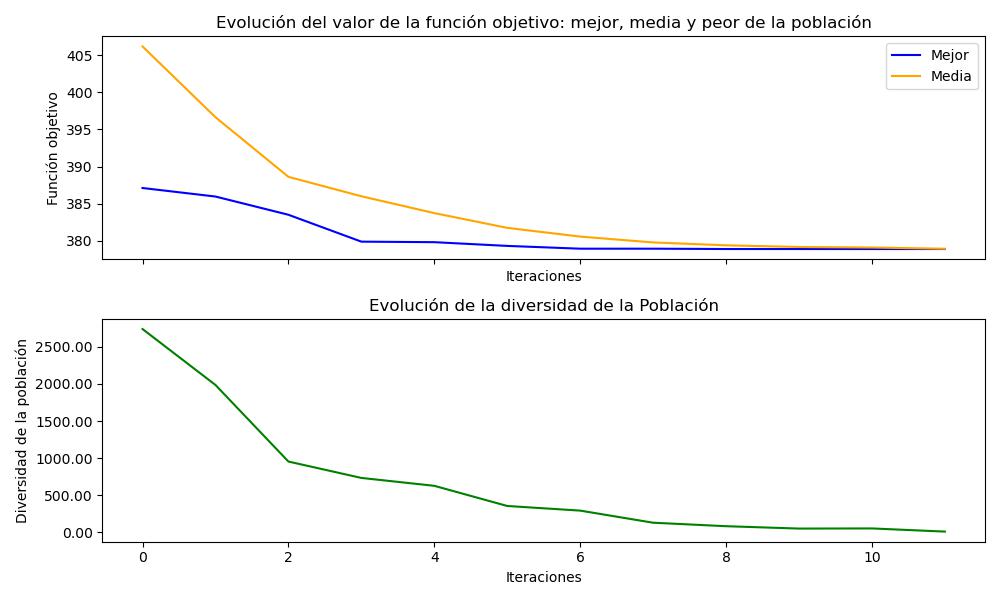 Evolución del valor de la función objetivo: mejor, media y peor de la población
Función objetivo
405
400
395
390
385
380
Mejor
Media
Iteraciones
Evolución de la diversidad de la Población
Diversidad de la población
2500.00
2000.00
1500.00
1000.00
500.00
0.00
0 2 4 6 8 10
Iteraciones